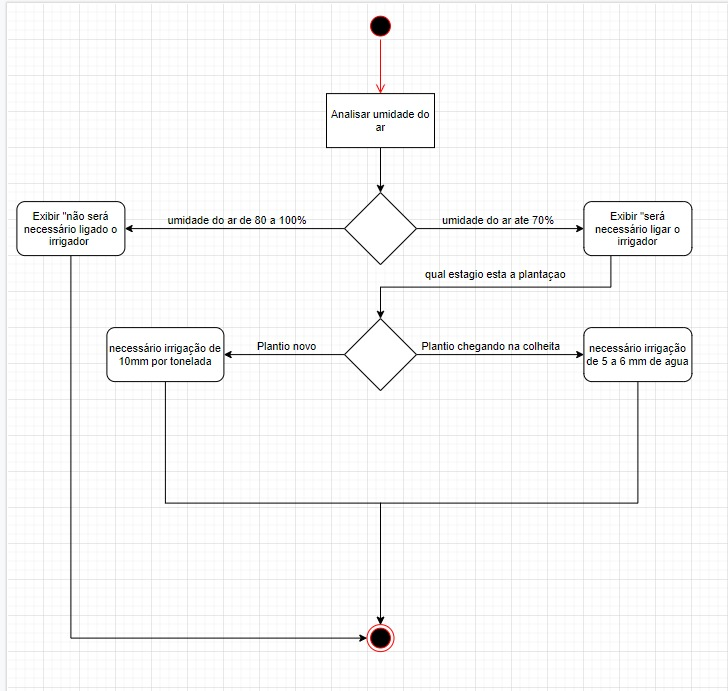 Analisar umidade do
ar
umidade do ar de 80 a 100%
umidade do ar ate 70%
Exibir "não será
necessário ligado o
irrigador
Exibir "será
necessário ligar o
irrigador
qual estagio esta a plantaçao
Plantio novo
Plantio chegando na colheita
necessário irrigação de
10mm por tonelada
necessário irrigação
de 5 a 6 mm de agua